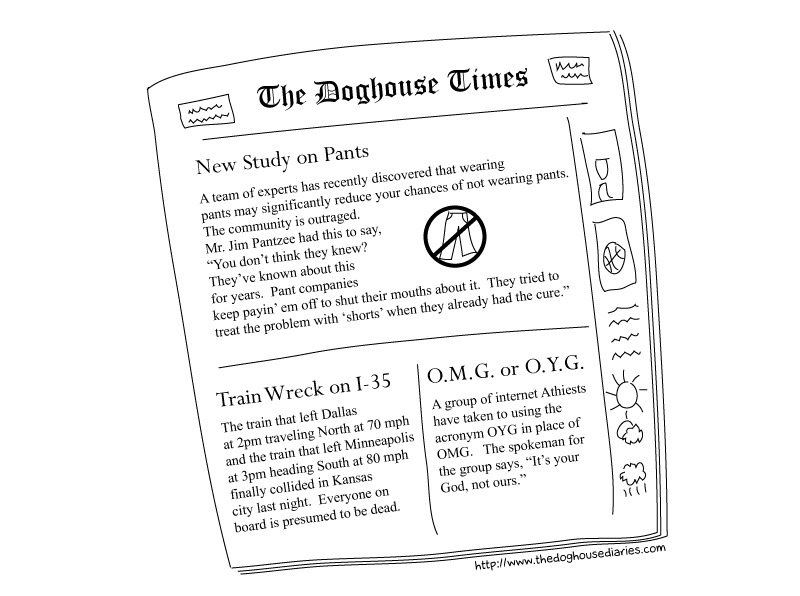 The Doghouse Times
New Study on Pants
A team of experts has recently discovered that wearing
pants may significantly reduce your chances of not wearing pants.
The community is outraged.
Mr. Jim Pantzee had this to say,
“You don’t think they knew?
They’ve known about this
for years. Pant companies
keep payin’ em off to shut their mouths about it. They tried to
treat the problem with ‘shorts’ when they already had the cure.”
Train Wreck on I-35
The train that left Dallas
at 2pm traveling North at 70 mph
and the train that left Minneapolis
at 3pm heading South at 80 mph
finally collided in Kansas
city last night. Everyone on
board is presumed to be dead.
O.M.G. or O.Y.G.
A group of internet Athiests
have taken to using the
acronym OYG in place of
OMG. The spokeman for
the group says, “It’s your
God, not ours.”
http://www.thedoghousediaries.com